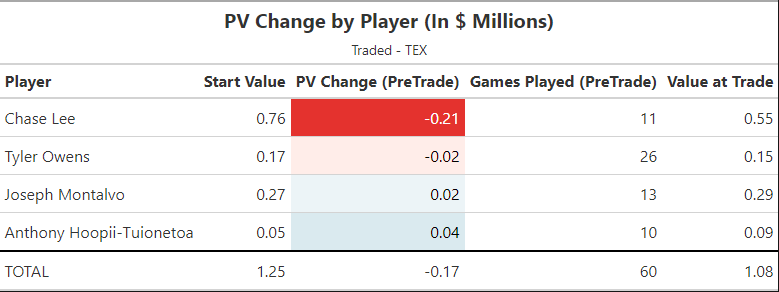 PV Change by Player (In $ Millions)
Traded - TEX
Player Start Value PV Change (PreTrade) Games Played (PreTrade) Value at Trade
Chase Lee 0.76 -0.21 11 0.55
Tyler Owens 0.17 -0.02 26 0.15
Joseph Montalvo 0.27 0.02 13 0.29
Anthony Hoopii-Tuionetoa 0.05 0.04 10 0.09
TOTAL 1.25 -0.17 60 1.08